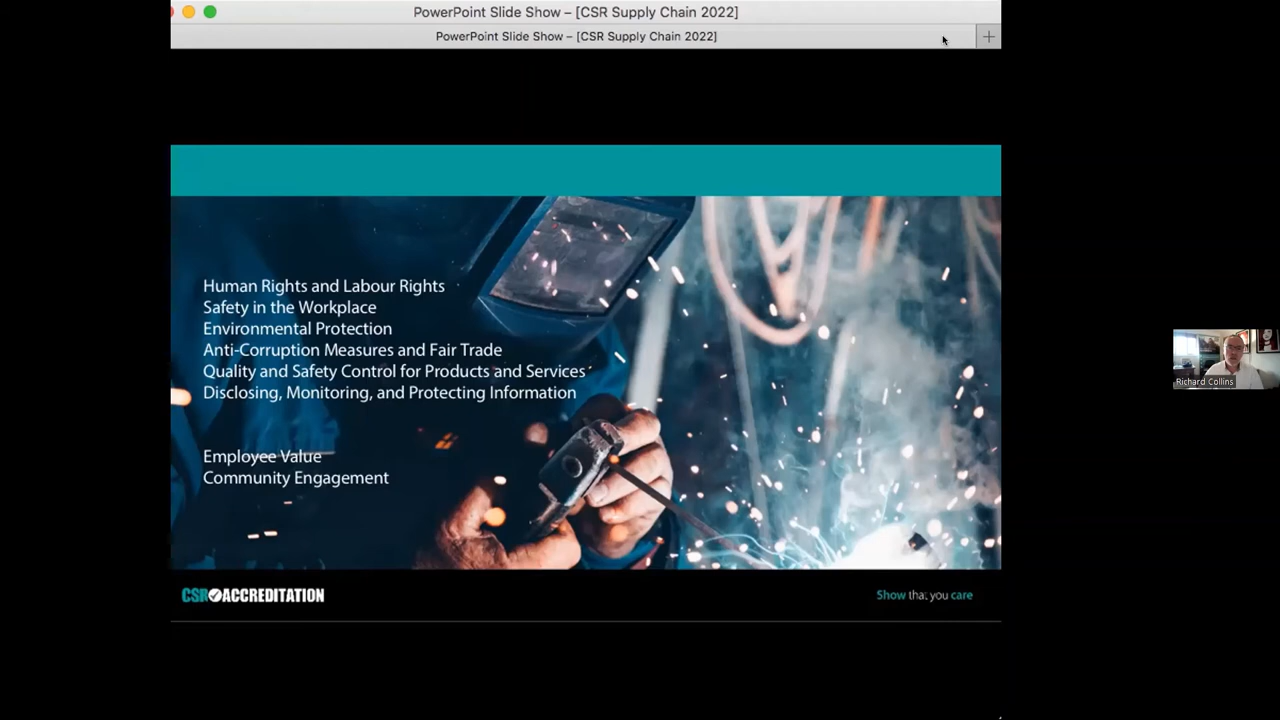 PowerPoint Slide Show – [CSR Supply Chain 2022]
PowerPoint Slide Show – [CSR Supply Chain 2022]
Human Rights and Labour Rights
Safety in the Workplace
Environmental Protection
Anti-Corruption Measures and Fair Trade
Quality and Safety Control for Products and Services
Disclosing, Monitoring, and Protecting Information
Employee Value
Community Engagement
CSR ACCREDITATION
Show that you care
Richard Collins